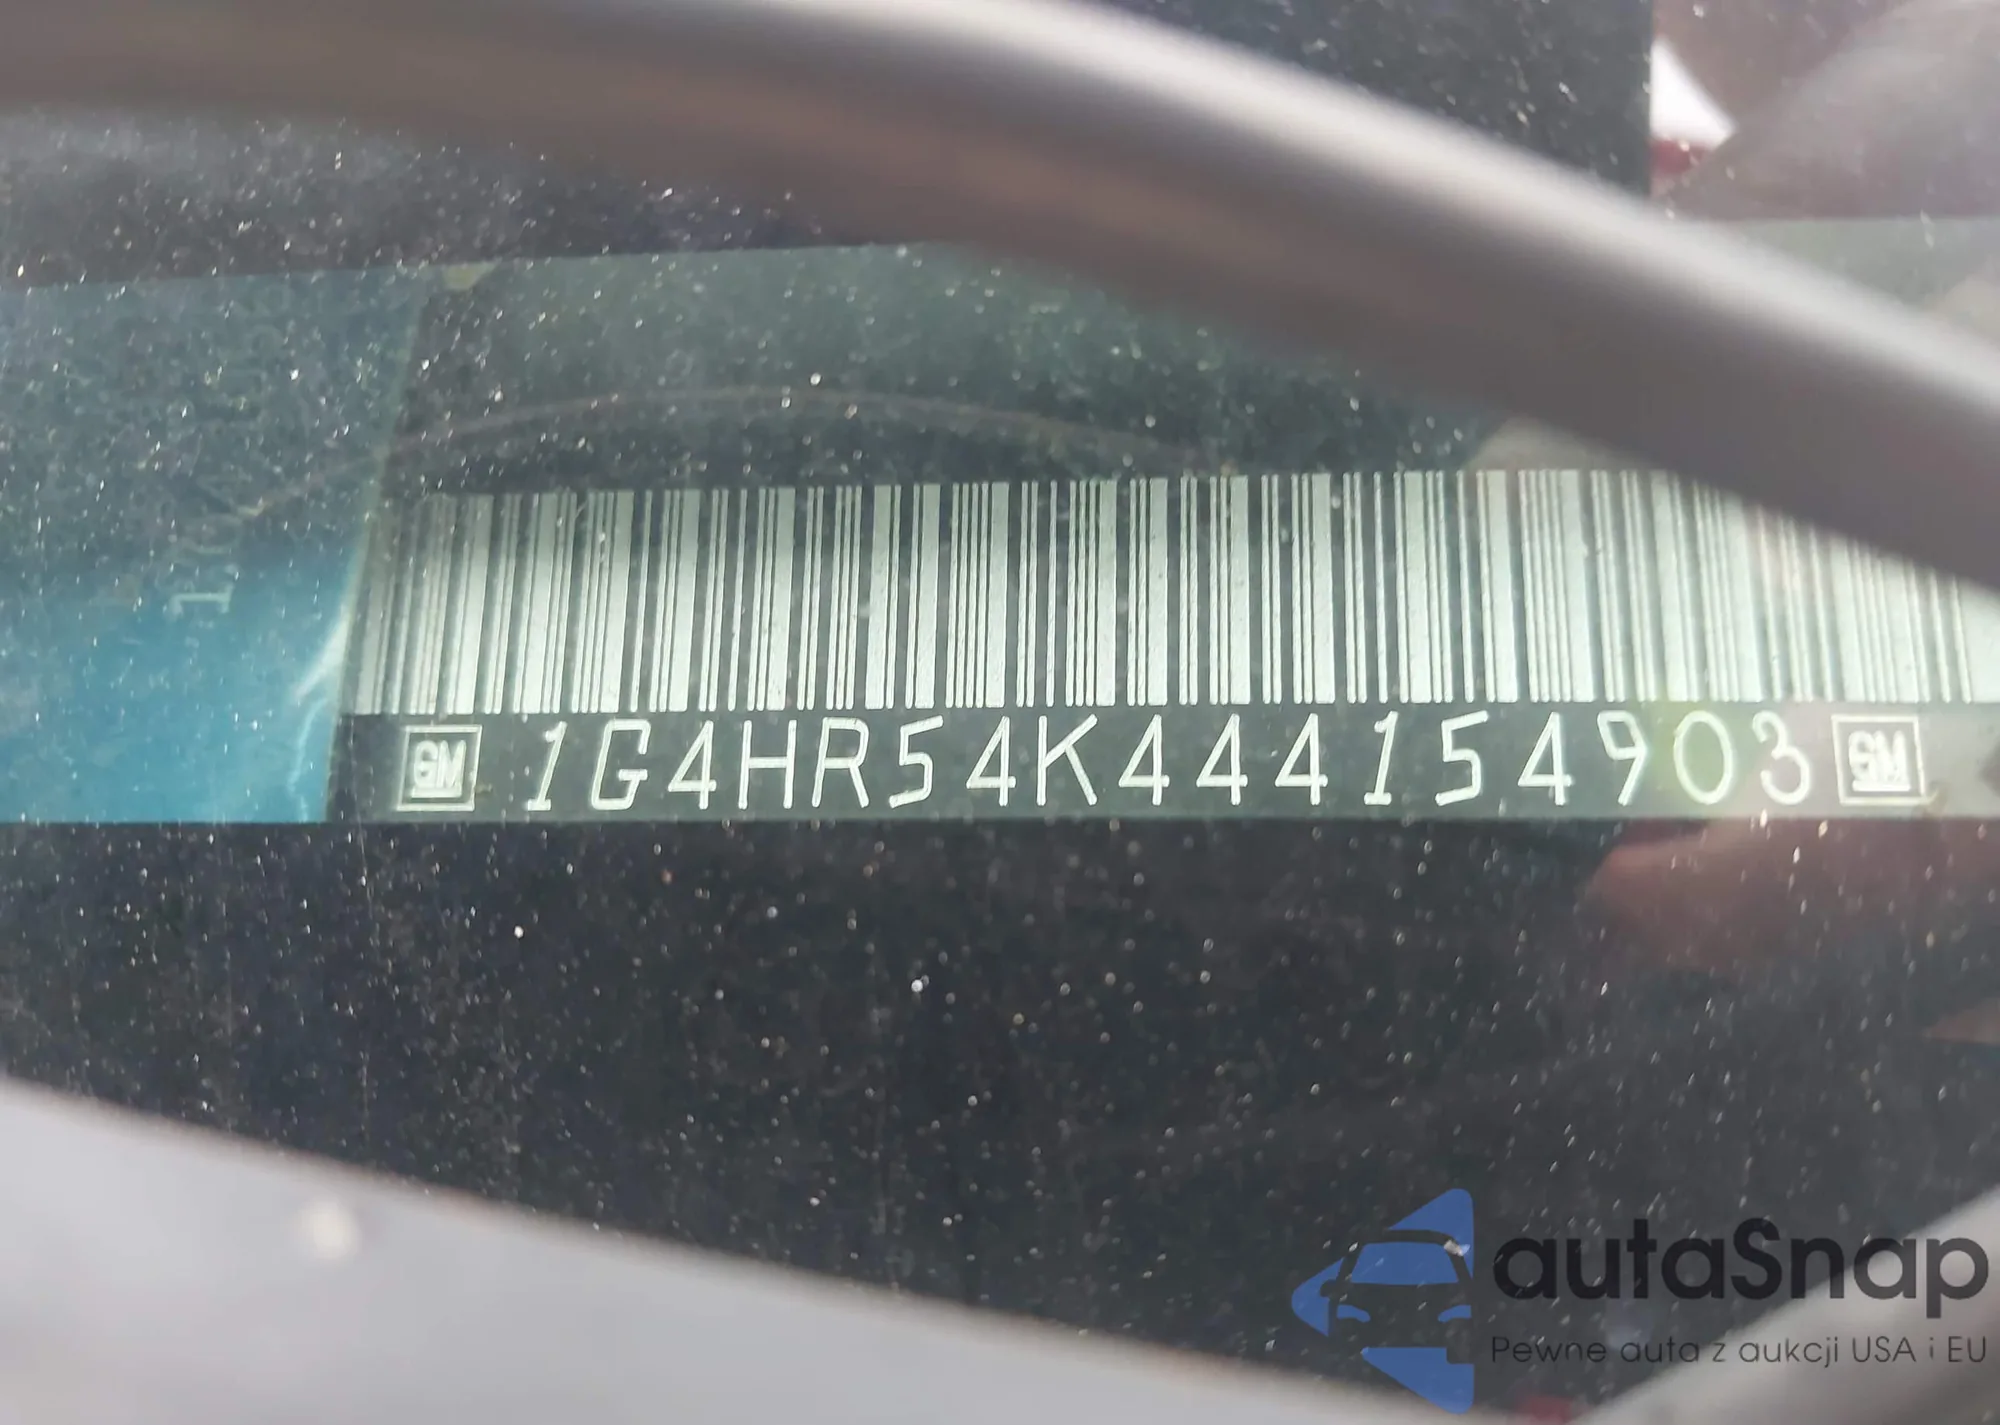 GM 1G4HR54K444154903 GM
autaSnap
Pewne auta z aukcji USA i EU